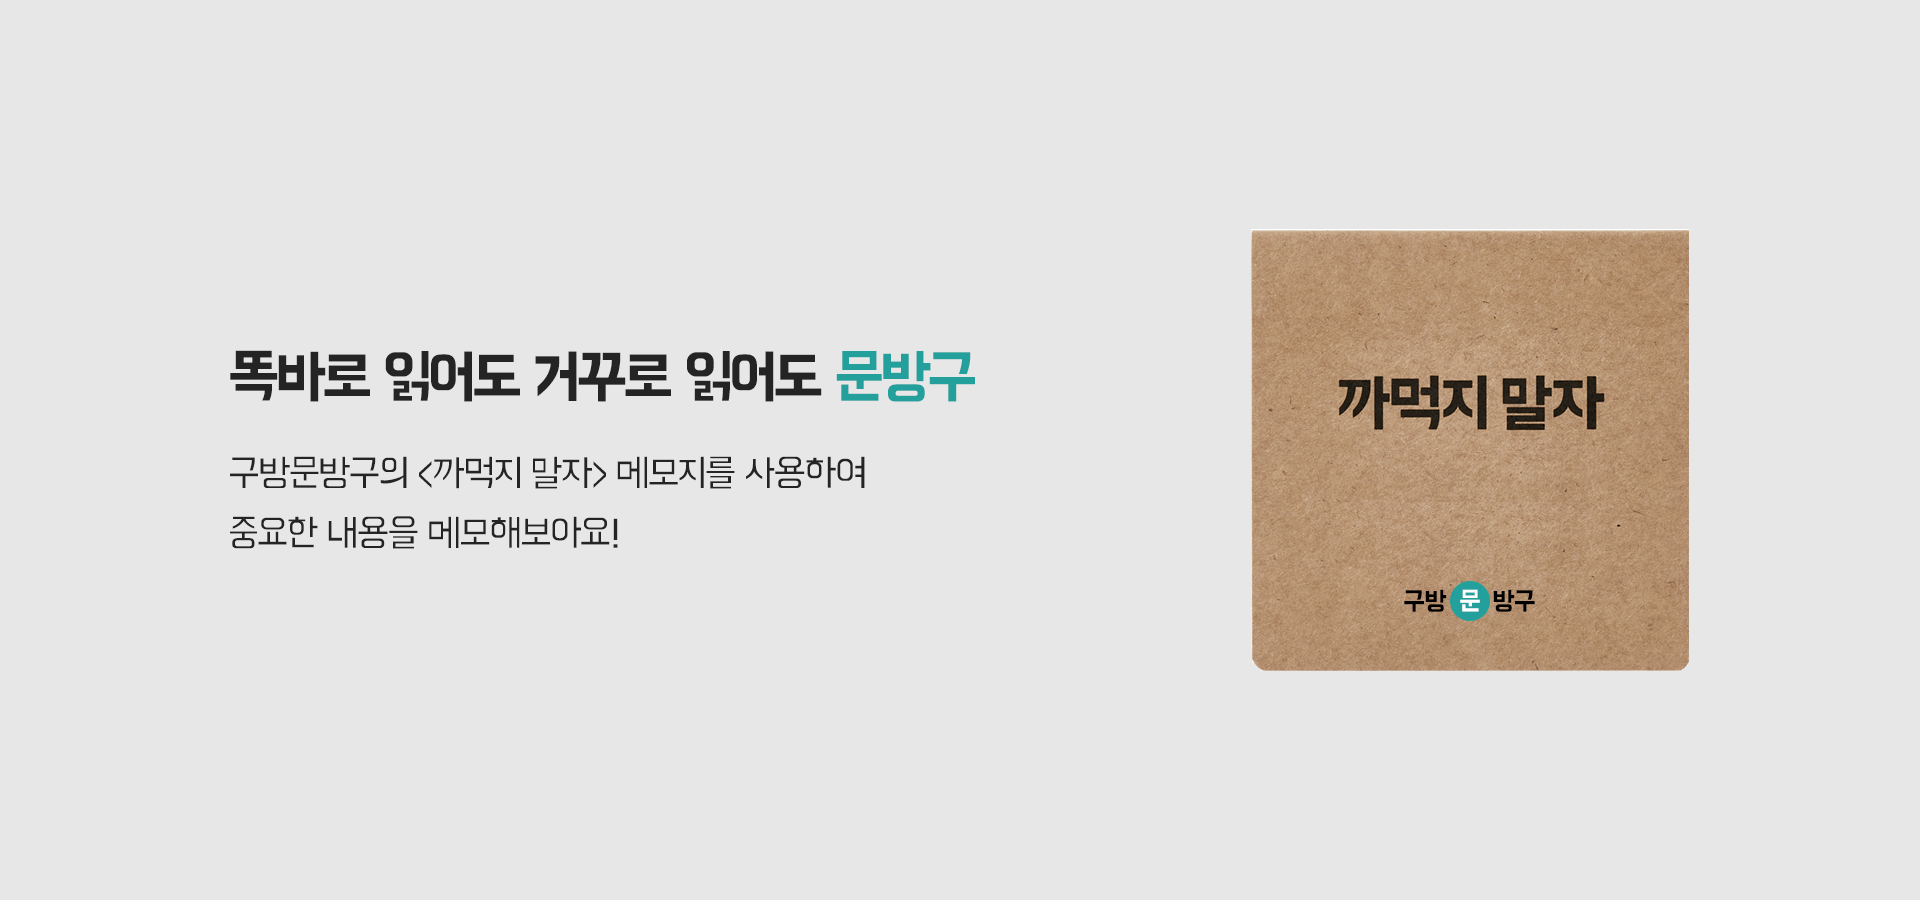 똑바로 읽어도 거꾸로 읽어도 문방구
구방문방구의 <까먹지 말자> 메모지를 사용하여
중요한 내용을 메모해보아요!
까먹지 말자
구방문방구